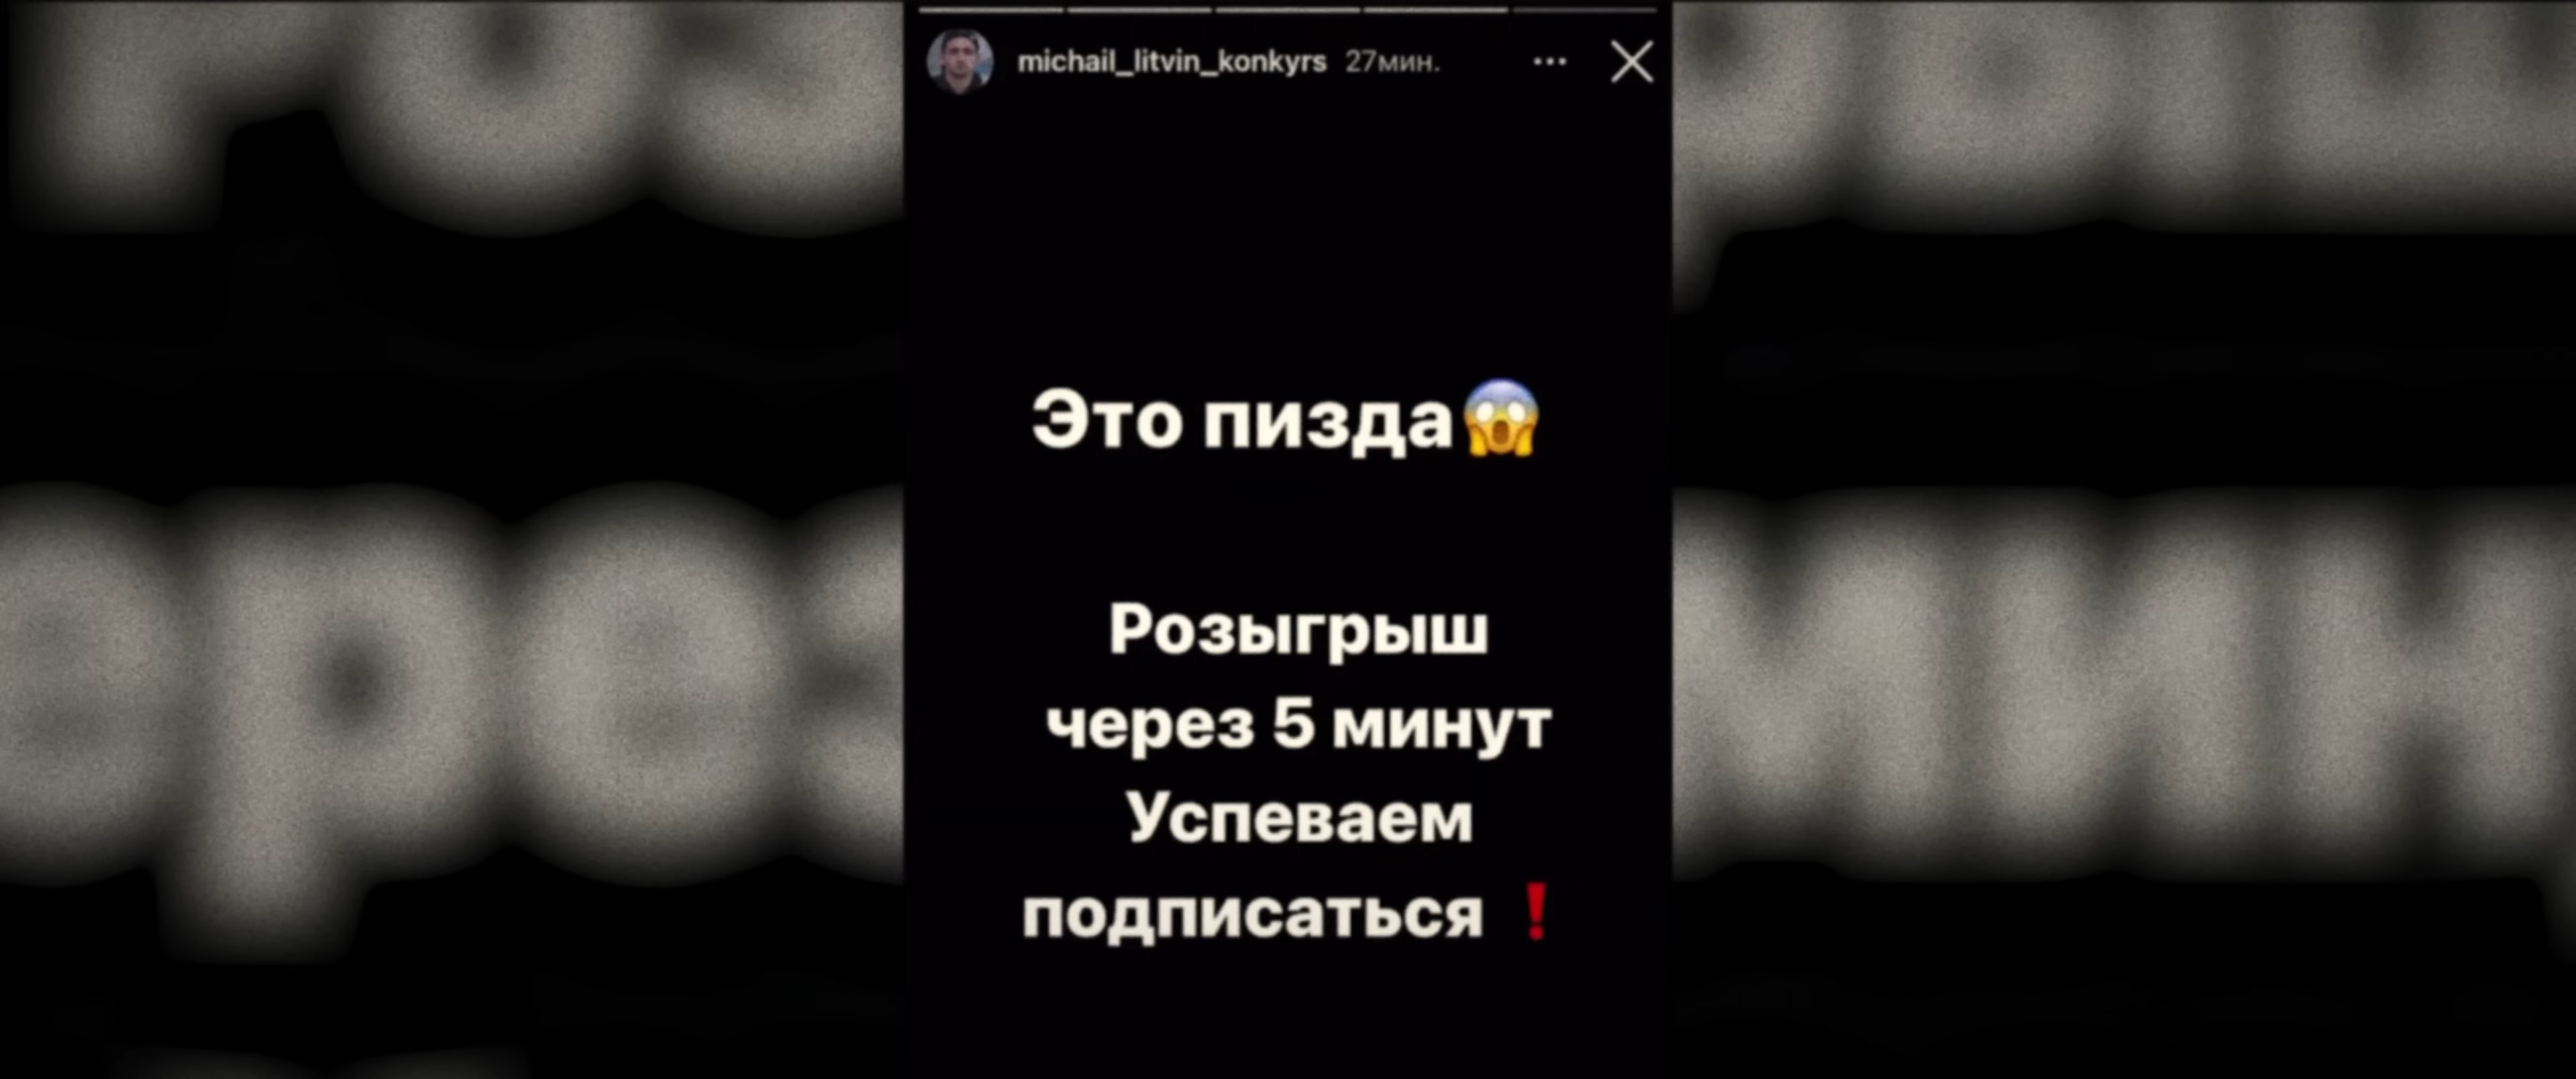 michail_litvin_konkyrs 27мин.
Это пизда😱
Розыгрыш
через 5 минут
Успеваем
подписаться ❗